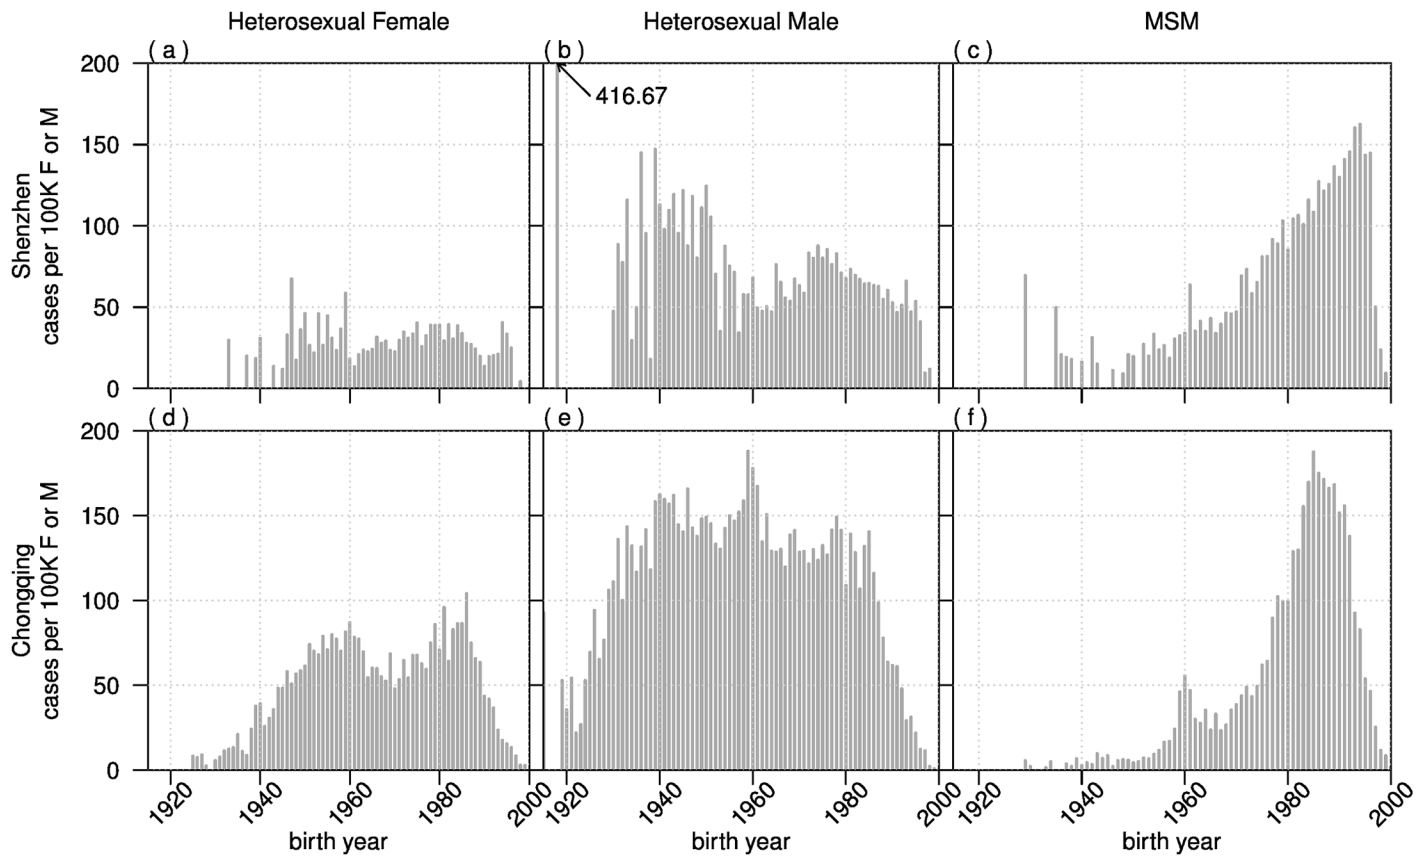 Heterosexual Female
Heterosexual Male
MSM
( a )
( b )
( c )
Shenzhen
cases per 100K F or M
200
150
100
50
0
416.67
( d )
( e )
( f )
Chongqing
cases per 100K F or M
200
150
100
50
0
1920
1940
1960
1980
2000
1920
1940
1960
1980
2000
1920
1940
1960
1980
2000
birth year
birth year
birth year